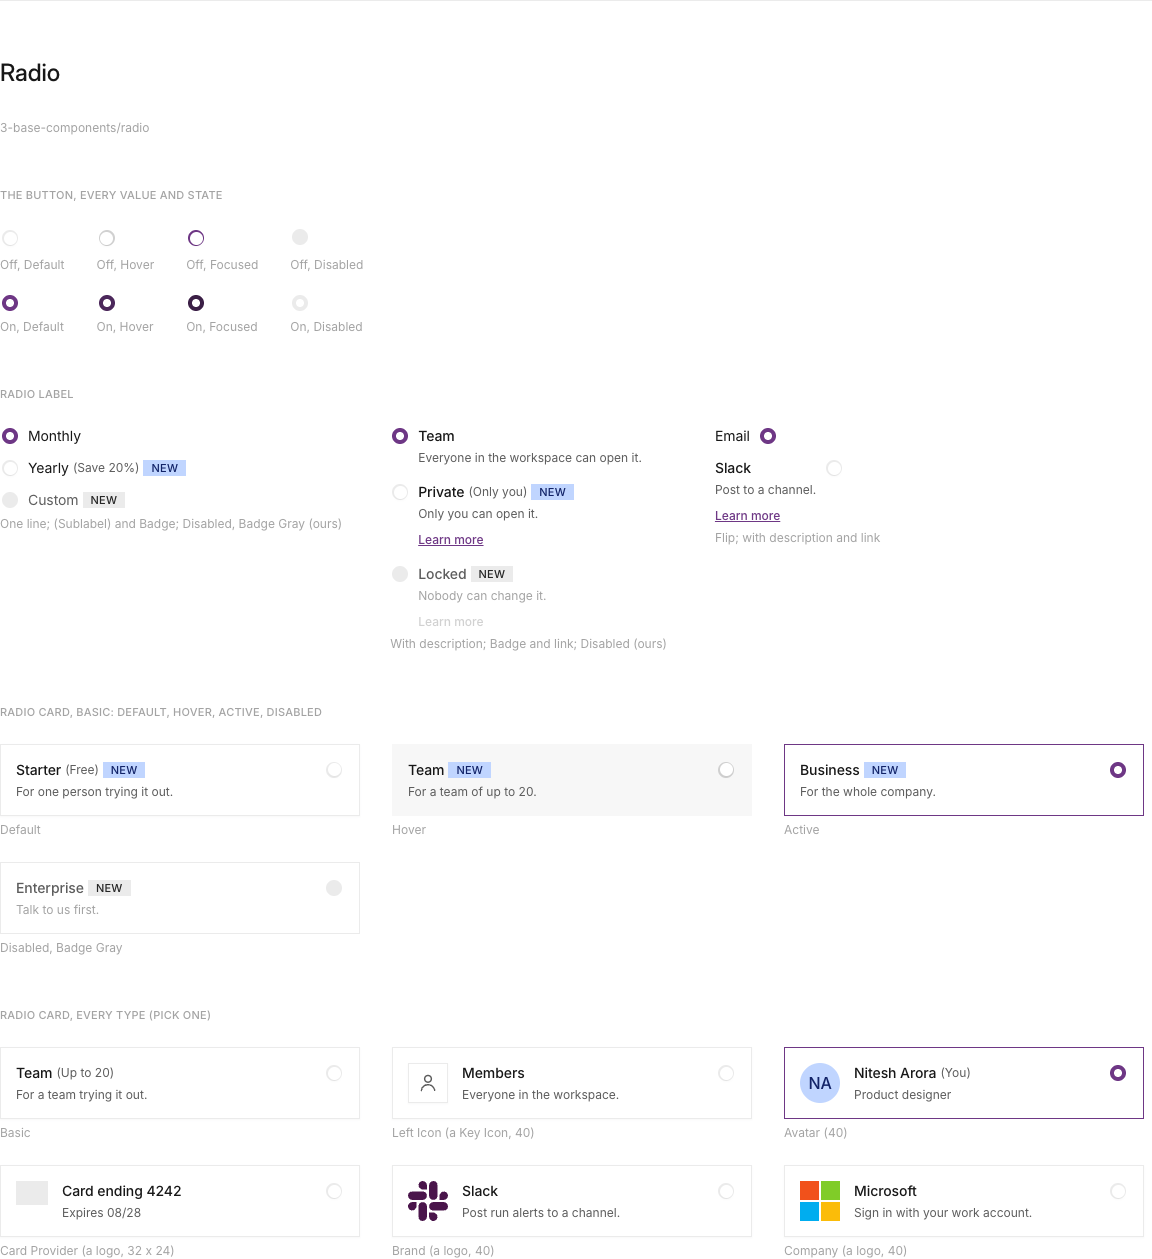 Radio
3-base-components/radio
THE BUTTON, EVERY VALUE AND STATE
Off, Default
Off, Hover
Off, Focused
Off, Disabled
On, Default
On, Hover
On, Focused
On, Disabled
RADIO LABEL
Monthly
Yearly (Save 20%) NEW
Custom NEW
One line; (Sublabel) and Badge; Disabled, Badge Gray (ours)
Team
Everyone in the workspace can open it.
Private (Only you) NEW
Only you can open it.
Learn more
Locked NEW
Nobody can change it.
Learn more
With description; Badge and link; Disabled (ours)
Email
Slack
Post to a channel.
Learn more
Flip; with description and link
RADIO CARD, BASIC: DEFAULT, HOVER, ACTIVE, DISABLED
Starter (Free) NEW
For one person trying it out.
Default
Team NEW
For a team of up to 20.
Hover
Business NEW
For the whole company.
Active
Enterprise NEW
Talk to us first.
Disabled, Badge Gray
RADIO CARD, EVERY TYPE (PICK ONE)
Team (Up to 20)
For a team trying it out.
Basic
Members
Everyone in the workspace.
Left Icon (a Key Icon, 40)
NA
Nitesh Arora (You)
Product designer
Avatar (40)
Card ending 4242
Expires 08/28
Card Provider (a logo, 32 x 24)
Slack
Post run alerts to a channel.
Brand (a logo, 40)
Microsoft
Sign in with your work account.
Company (a logo, 40)